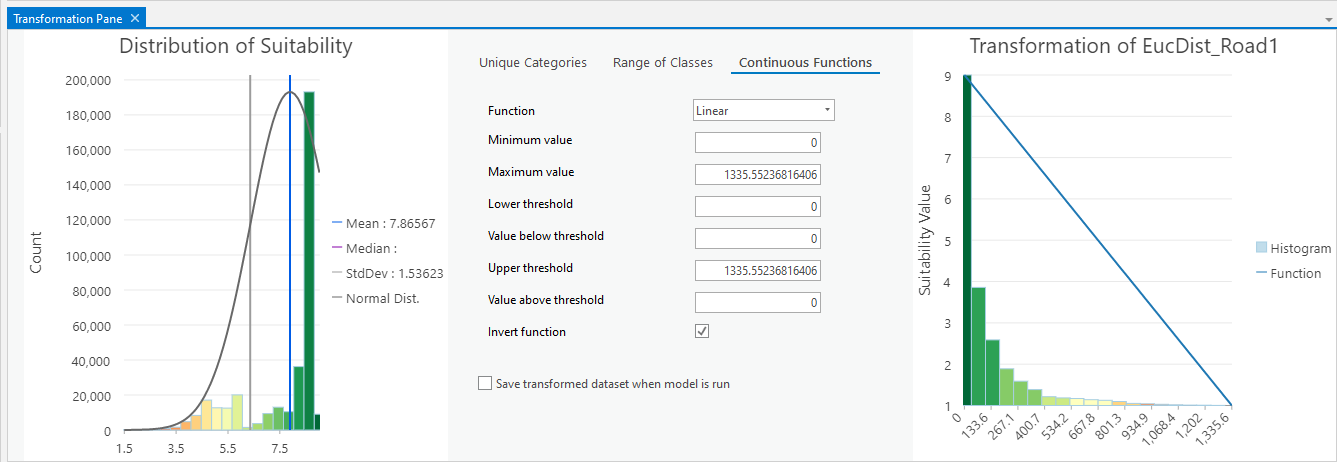 Transformation Pane
Distribution of Suitability
200,000
180,000
160,000
140,000
120,000
100,000
80,000
60,000
40,000
20,000
0
Count
1.5
3.5
5.5
7.5
Mean : 7.86567
Median :
StdDev : 1.53623
Normal Dist.
Unique Categories
Range of Classes
Continuous Functions
Function
Linear
Minimum value
0
Maximum value
1335.55236816406
Lower threshold
0
Value below threshold
0
Upper threshold
1335.55236816406
Value above threshold
0
Invert function
Save transformed dataset when model is run
Transformation of EucDist_Road1
9
8
7
6
5
4
3
2
1
Suitability Value
0
133.6
267.1
400.7
534.2
667.8
801.3
934.9
1,068.4
1,202
1,335.6
Histogram
Function